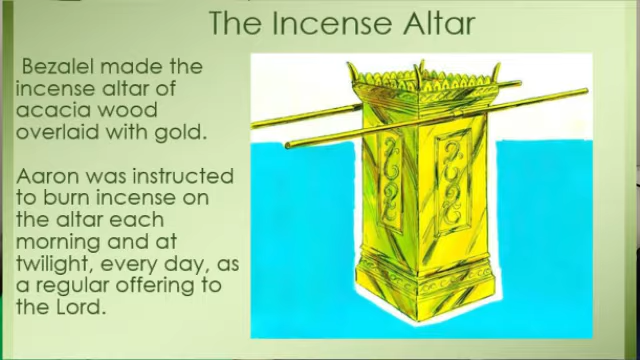 The Incense Altar
Bezalel made the
incense altar of
acacia wood
overlaid with gold.
Aaron was instructed
to burn incense on
the altar each
morning and at
twilight, every day, as
a regular offering to
the Lord.